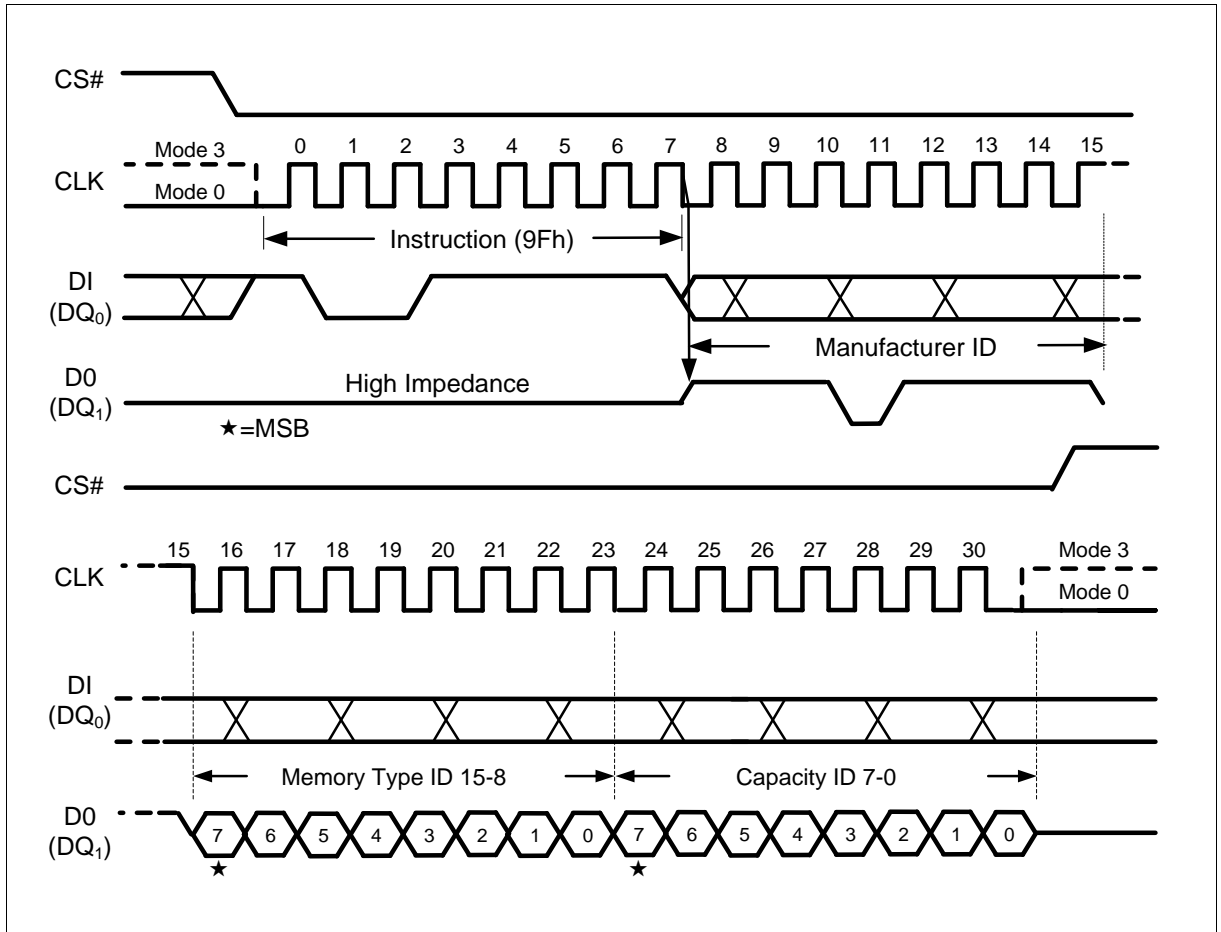 CS#
0 1 2 3 4 5 6 7 8 9 10 11 12 13 14 15
Mode 3
CLK
Mode 0
Instruction (9Fh)
DI
(DQ0)
Manufacturer ID
D0
(DQ1)
High Impedance
★=MSB
CS#
15 16 17 18 19 20 21 22 23 24 25 26 27 28 29 30
Mode 3
CLK
Mode 0
DI
(DQ0)
Memory Type ID 15-8
Capacity ID 7-0
D0
(DQ1)
7 6 5 4 3 2 1 0 7 6 5 4 3 2 1 0
★ ★